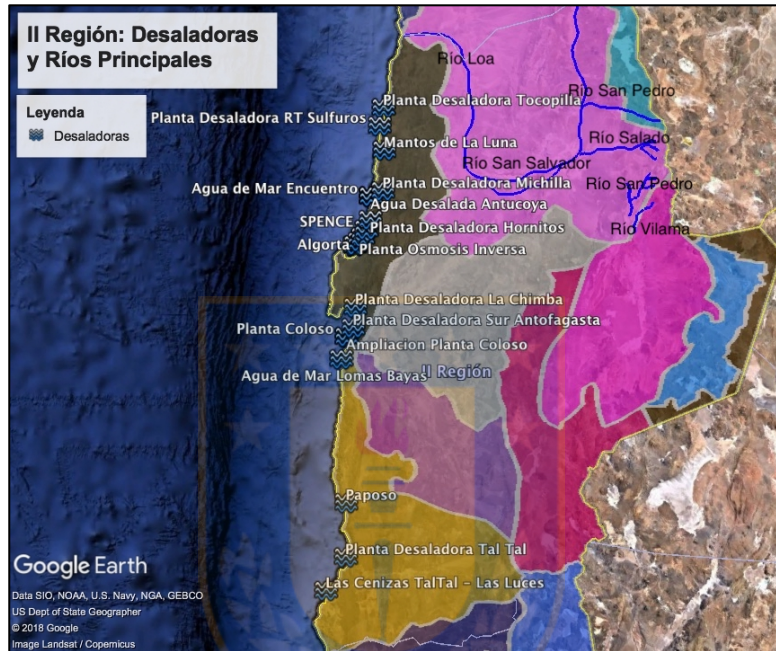 II Región: Desaladoras
y Ríos Principales
Leyenda
Desaladoras
Río Loa
Río San Pedro
Planta Desaladora Tocopilla
Planta Desaladora RT Sulfuros
Río Salado
Mantos de La Luna
Río San Salvador
Agua de Mar Encuentro
Planta Desaladora Michilla
Río San Pedro
Agua Desalada Antucoya
SPENCE
Planta Desaladora Hornitos
Río Vilama
Algorta
Planta Osmosis Inversa
Planta Desaladora La Chimba
Planta Desaladora Sur Antofagasta
Planta Coloso
Ampliacion Planta Coloso
Agua de Mar Lomas Bayas
II Región
Paposo
Planta Desaladora Tal Tal
Las Cenizas TalTal - Las Luces
Google Earth
Data SIO, NOAA, U.S. Navy, NGA, GEBCO
US Dept of State Geographer
© 2018 Google
Image Landsat / Copernicus